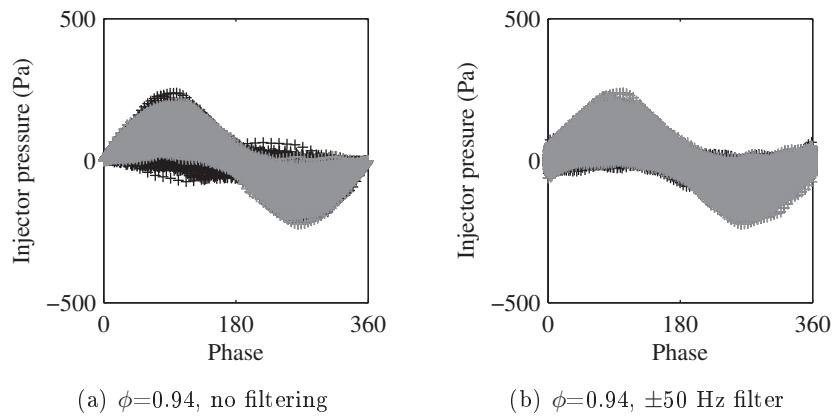 500
0
−500
Injector pressure (Pa)
0 180 360
Phase
(a) ϕ=0.94, no filtering
500
0
−500
Injector pressure (Pa)
0 180 360
Phase
(b) ϕ=0.94, ±50 Hz filter